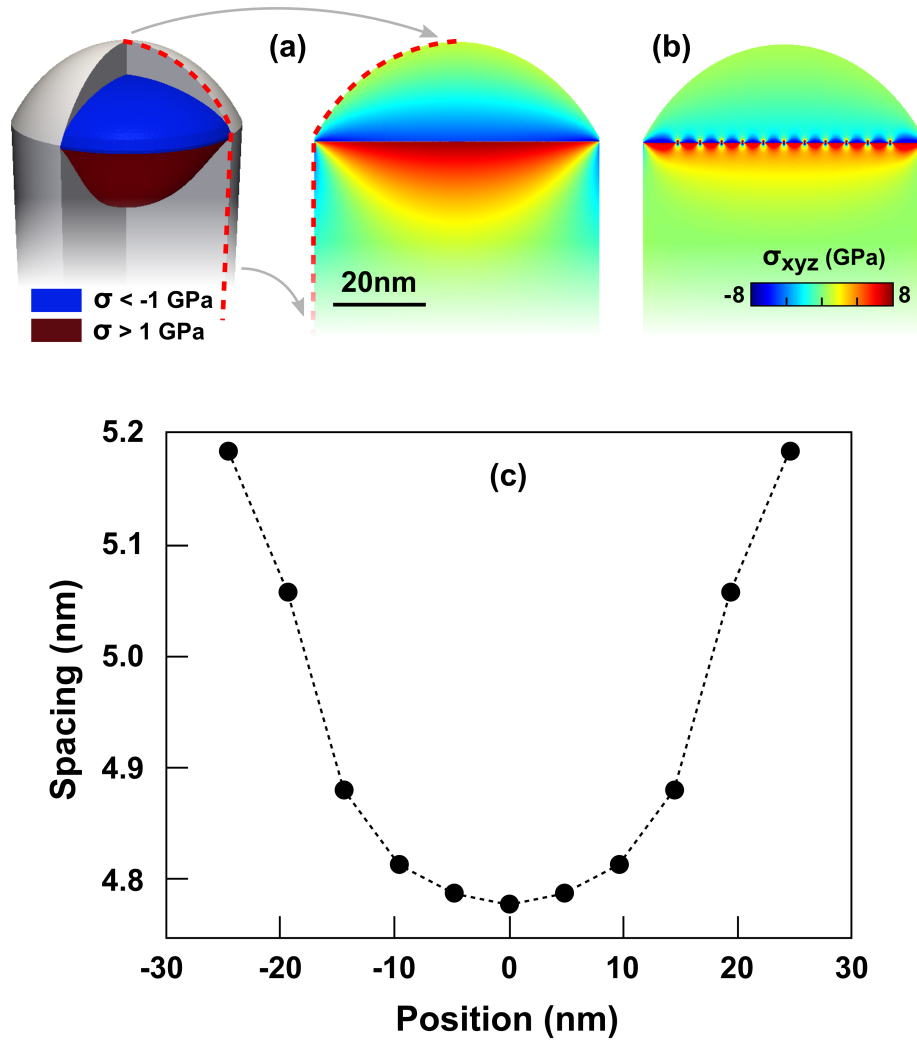 (a)
(b)
σ < -1 GPa
σ > 1 GPa
20nm
σxyz (GPa)
-8 8
(c)
5.2
5.1
5.0
4.9
4.8
Spacing (nm)
-30 -20 -10 0 10 20 30
Position (nm)